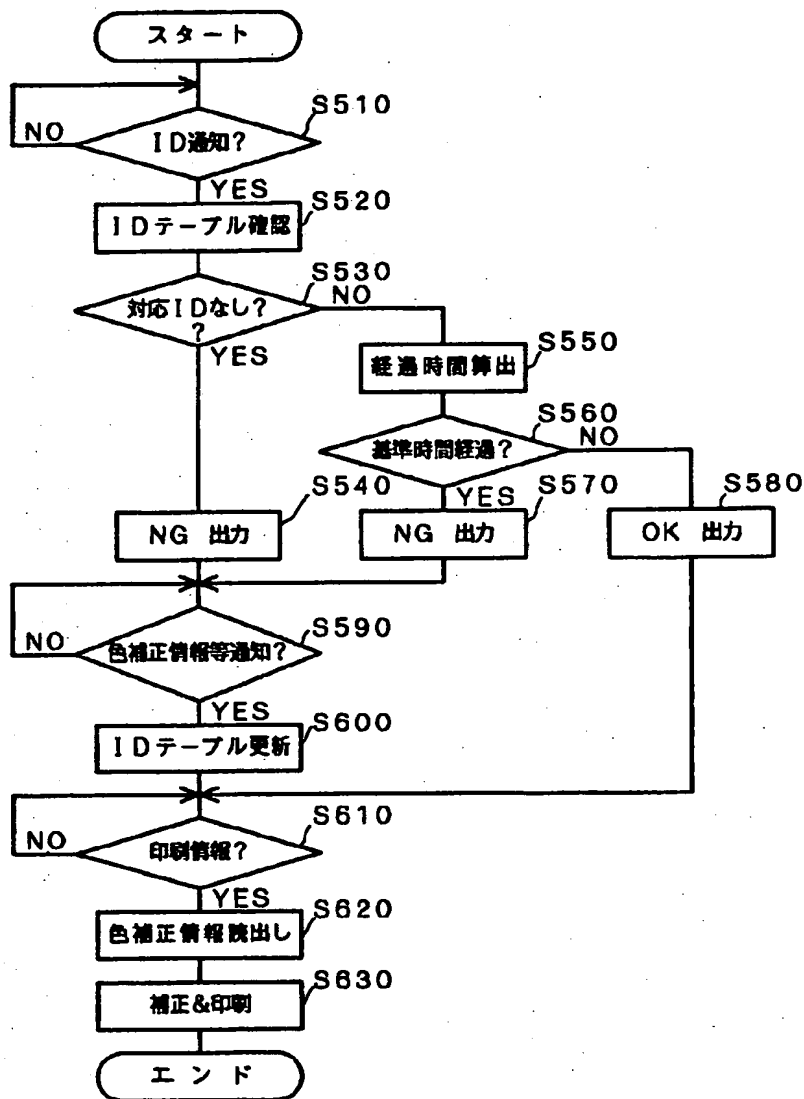 スタート
S510
ID通知?
NO
YES
S520
IDテーブル確認
S530
対応IDなし?
?
NO
YES
S550
経過時間算出
S560
基準時間経過?
NO
YES
S540
NG 出力
S570
NG 出力
S580
OK 出力
S590
色補正情報等通知?
NO
YES
S600
IDテーブル更新
S610
印刷情報?
NO
YES
S620
色補正情報読出し
S630
補正&印刷
エンド